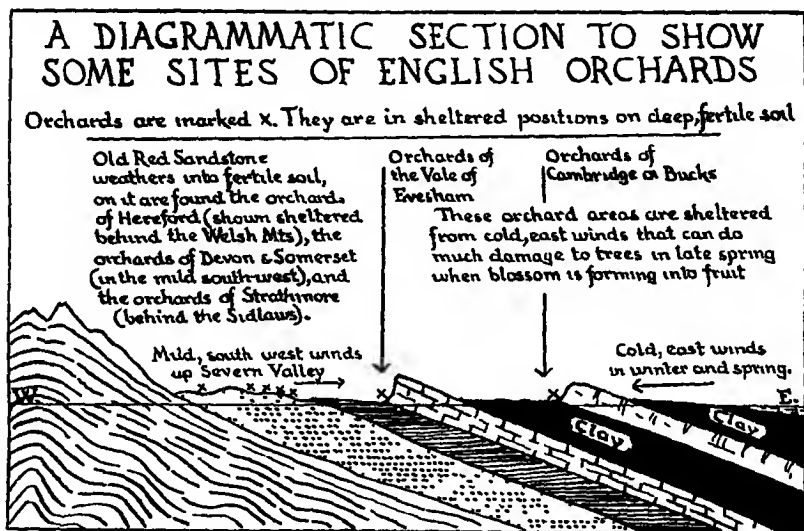 A DIAGRAMMATIC SECTION TO SHOW
SOME SITES OF ENGLISH ORCHARDS
Orchards are marked x. They are in sheltered positions on deep, fertile soil
Old Red Sandstone
weathers into fertile soil,
on it are found the orchard.
of Hereford (shown sheltered
behind the Welsh Mts), the
orchards of Devon & Somerset
(in the mild south-west), and
the orchards of Strathmore
(behind the Sidlaws).
Orchards of
the Vale of
Evesham
Orchards of
Cambridge or Bucks
These orchard areas are sheltered
from cold, east winds that can do
much damage to trees in late spring
when blossom is forming into fruit
Mild, south west winds
up Severn Valley
Cold, east winds
in winter and spring.
W.
x x x x x
x
x
E.
Clay
Clay